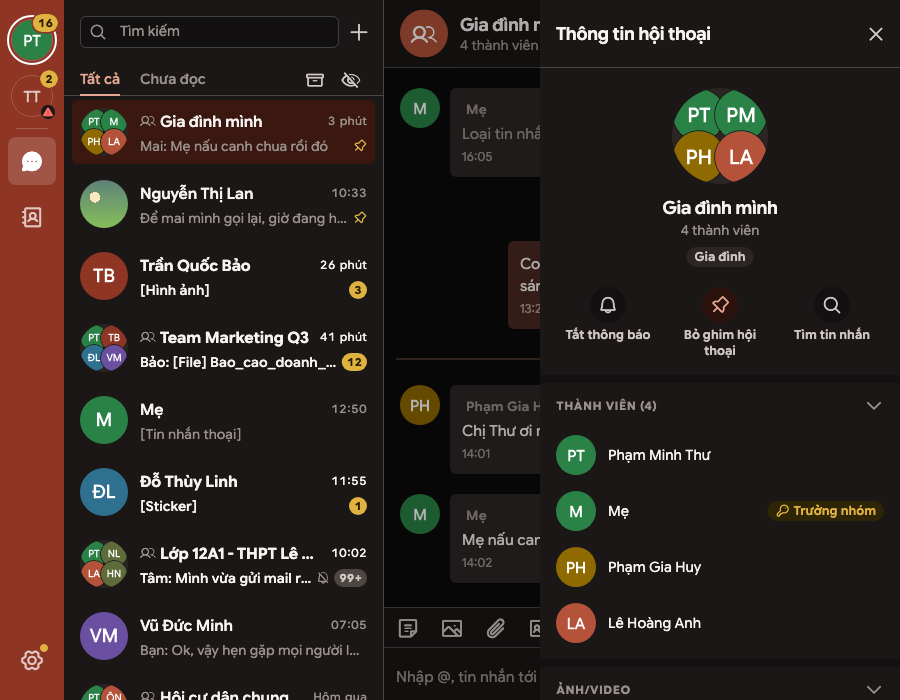 PT
16
TT
2
Tìm kiếm
Tất cả
Chưa đọc
PT
M
PH
LA
Gia đình mình
3 phút
Mai: Mẹ nấu canh chua rồi đó
Nguyễn Thị Lan
10:33
Để mai mình gọi lại, giờ đang h...
TB
Trần Quốc Bảo
26 phút
[Hình ảnh]
3
PT
TB
ĐL
VM
Team Marketing Q3
41 phút
Bảo: [File] Bao_cao_doanh_...
12
M
Mẹ
12:50
[Tin nhắn thoại]
ĐL
Đỗ Thùy Linh
11:55
[Sticker]
1
PT
NL
LA
HN
Lớp 12A1 - THPT Lê ...
10:02
Tâm: Mình vừa gửi mail r...
99+
VM
Vũ Đức Minh
07:05
Bạn: Ok, vậy hẹn gặp mọi người l...
PT
ÔN
Hội cư dân chung
Hôm qua
Gia đình m
4 thành viên
M
Mẹ
Loại tin nhắ
16:05
Co
sán
13:2
PH
Phạm Gia H
Chị Thư ơi n
14:01
M
Mẹ
Mẹ nấu can
14:02
Nhập @, tin nhắn tới
Thông tin hội thoại
PT
PM
PH
LA
Gia đình mình
4 thành viên
Gia đình
Tắt thông báo
Bỏ ghim hội
thoại
Tìm tin nhắn
THÀNH VIÊN (4)
PT
Phạm Minh Thư
M
Mẹ
Trưởng nhóm
PH
Phạm Gia Huy
LA
Lê Hoàng Anh
ẢNH/VIDEO